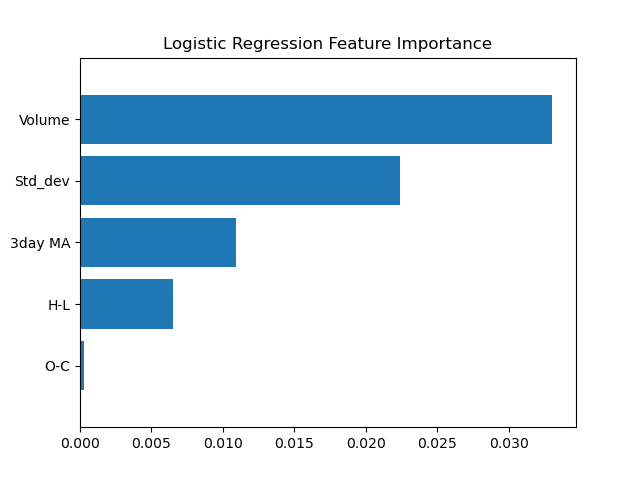 Logistic Regression Feature Importance
Volume
Std_dev
3day MA
H-L
O-C
0.000 0.005 0.010 0.015 0.020 0.025 0.030